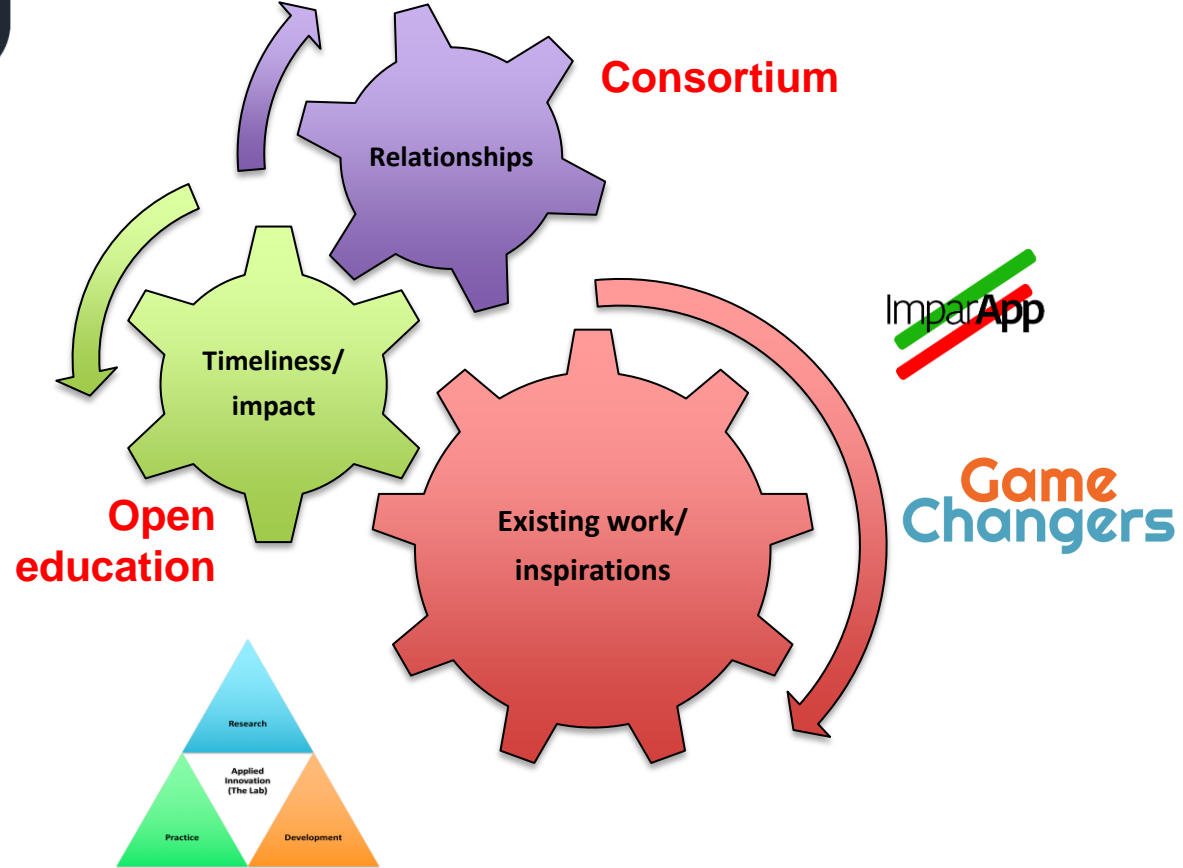 Consortium
Relationships
Timeliness/
impact
ImparApp
Game
Changers
Open
education
Existing work/
inspirations
Research
Applied
Innovation
(The Lab)
Practice
Development